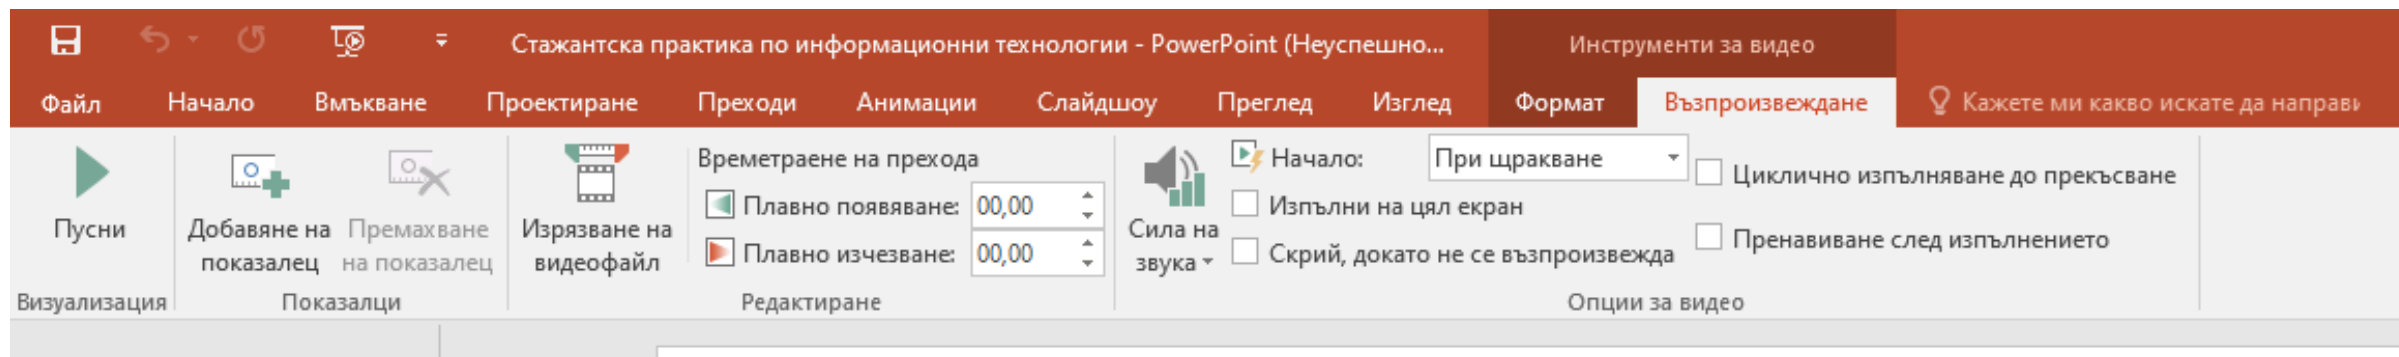 Стажантска практика по информационни технологии - PowerPoint (Неуспешно...
Инструменти за видео
Файл Начало Вмъкване Проектиране Преходи Анимации Слайдшоу Преглед Изглед Формат Възпроизвеждане Кажете ми какво искате да направи
Пусни
Визуализация
Добавяне на
показалец
Премахване
на показалец
Показалци
Изрязване на
видеофайл
Времетраене на прехода
Плавно появяване: 00,00
Плавно изчезване: 00,00
Редактиране
Сила на
звука
Начало: При щракване
Изпълни на цял екран
Скрий, докато не се възпроизвежда
Циклично изпълняване до прекъсване
Пренавиване след изпълнението
Опции за видео